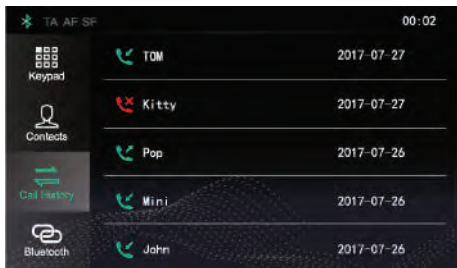 TA AF SF 00:02
Keypad
Contacts
Call History
Bluetooth
TOM 2017-07-27
Kitty 2017-07-27
Pop 2017-07-26
Mini 2017-07-26
John 2017-07-26